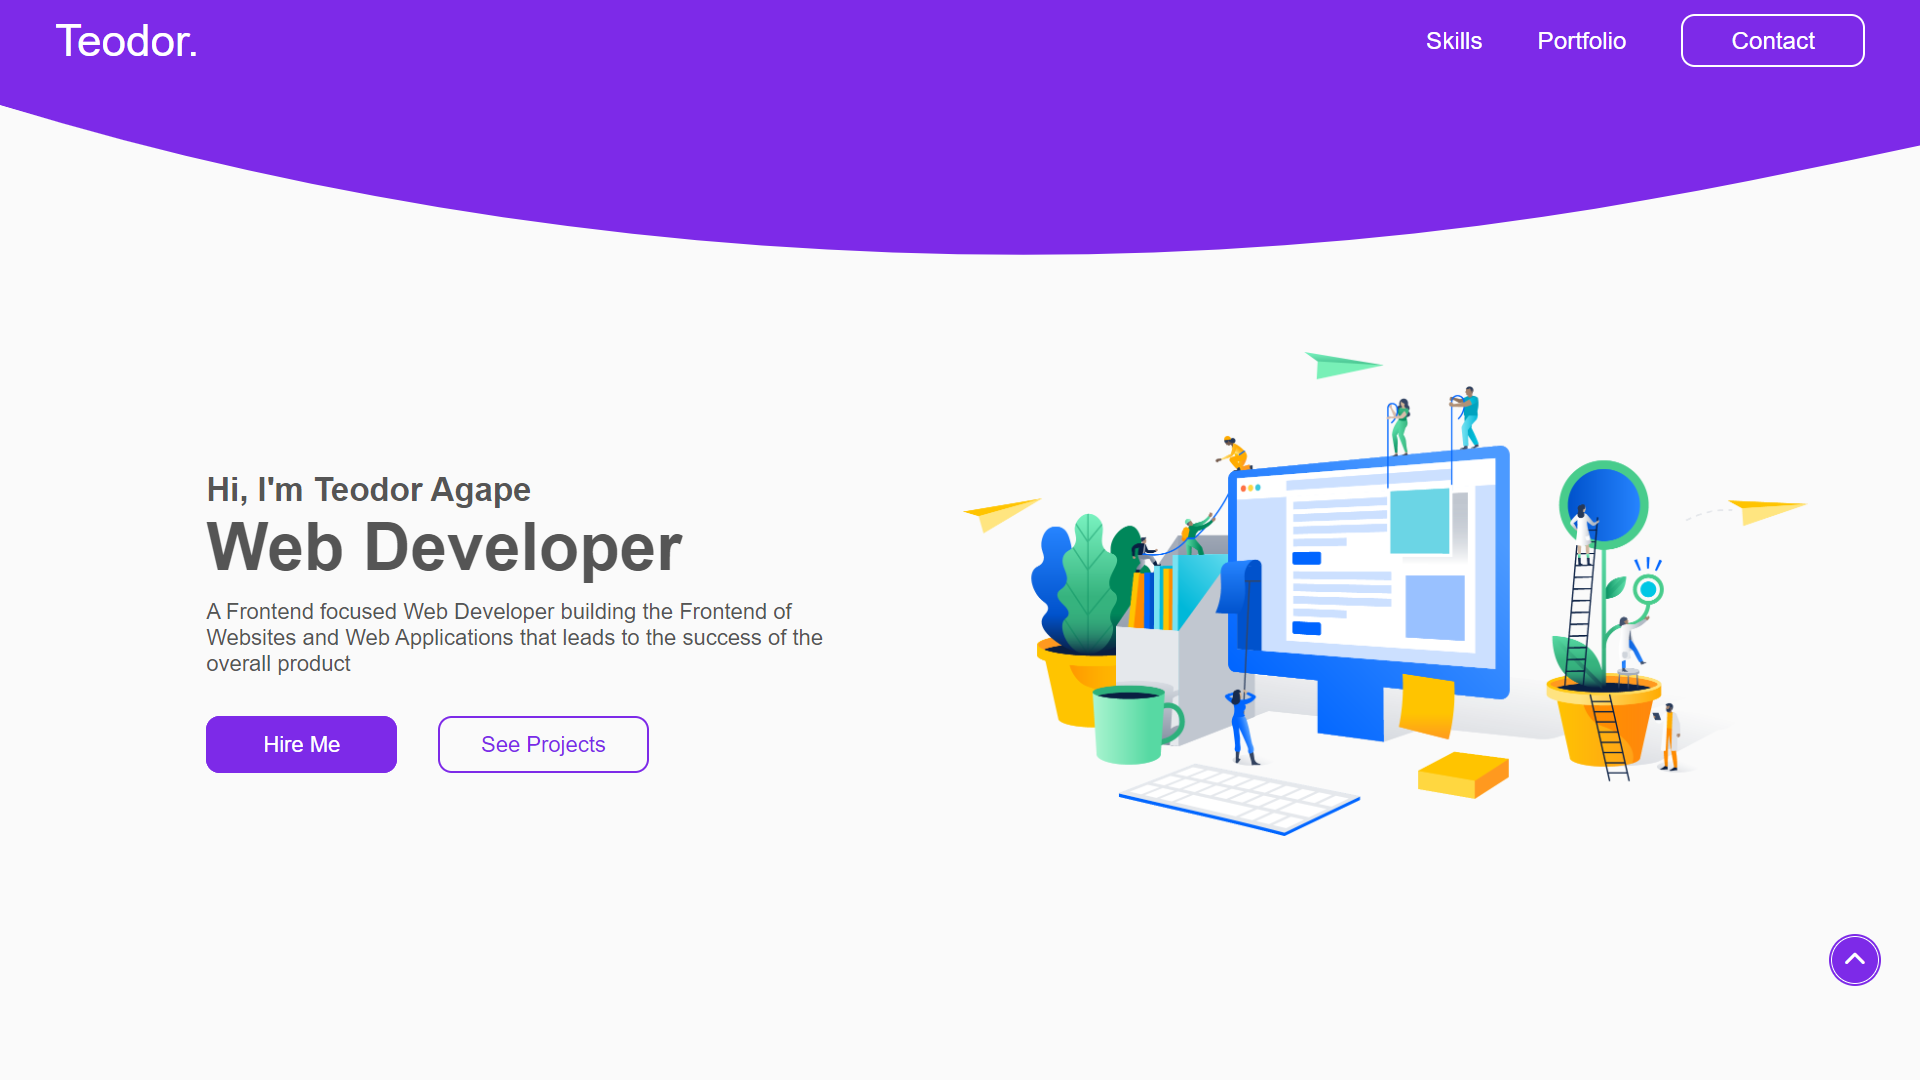 Teodor.
Skills
Portfolio
Contact
Hi, I'm Teodor Agape
Web Developer
A Frontend focused Web Developer building the Frontend of
Websites and Web Applications that leads to the success of the
overall product
Hire Me
See Projects